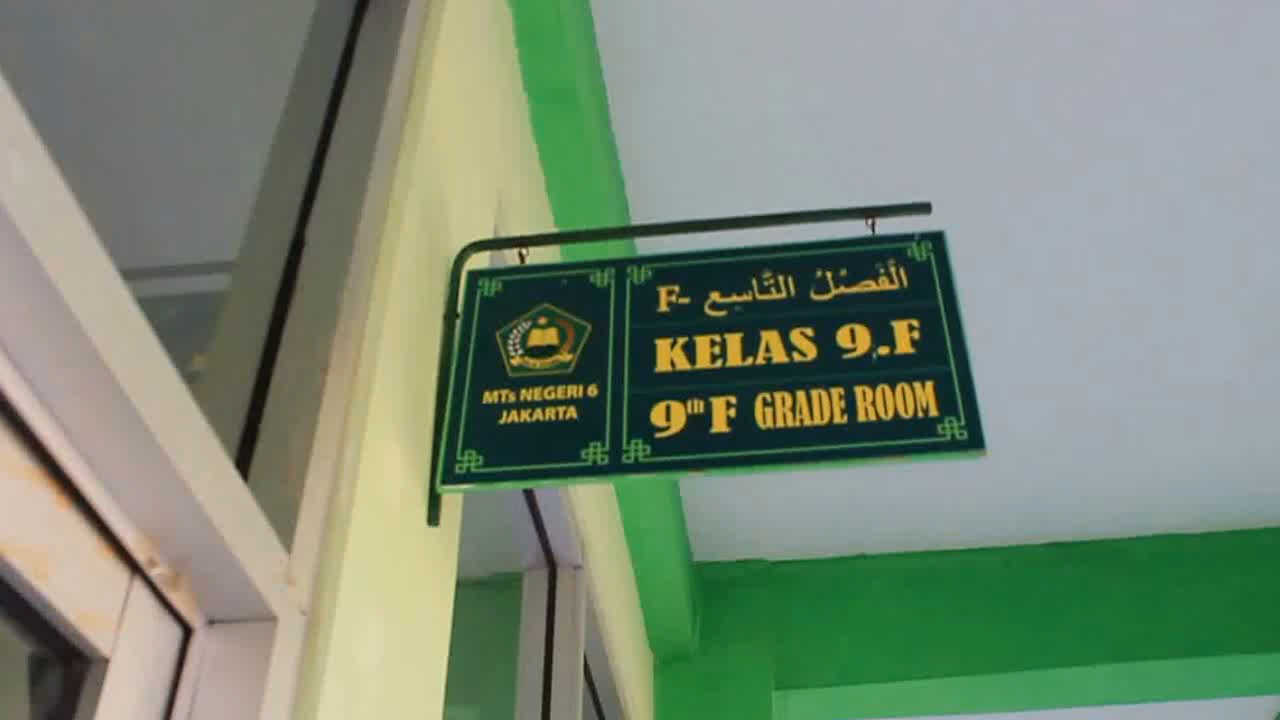 MTs NEGERI 6
JAKARTA
الْفَصْلُ التَّاسِع -F
KELAS 9.F
9th F GRADE ROOM